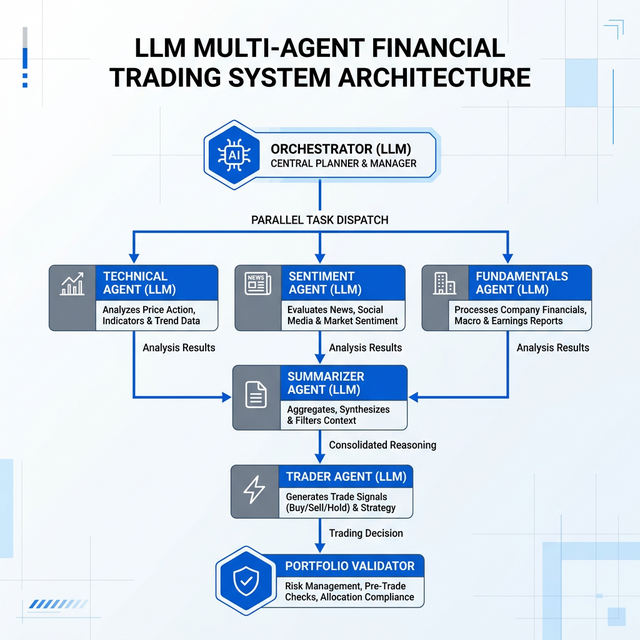 LLM MULTI-AGENT FINANCIAL
TRADING SYSTEM ARCHITECTURE
AI
ORCHESTRATOR (LLM)
CENTRAL PLANNER & MANAGER
PARALLEL TASK DISPATCH
TECHNICAL
AGENT (LLM)
Analyzes Price Action,
Indicators & Trend Data
NEWS
SENTIMENT
AGENT (LLM)
Evaluates News, Social
Media & Market Sentiment
FUNDAMENTALS
AGENT (LLM)
Processes Company Financials,
Macro & Earnings Reports
Analysis Results
Analysis Results
Analysis Results
SUMMARIZER
AGENT (LLM)
Aggregates, Synthesizes
& Filters Context
Consolidated Reasoning
TRADER AGENT (LLM)
Generates Trade Signals
(Buy/Sell/Hold) & Strategy
Trading Decision
PORTFOLIO VALIDATOR
Risk Management, Pre-Trade
Checks, Allocation Compliance